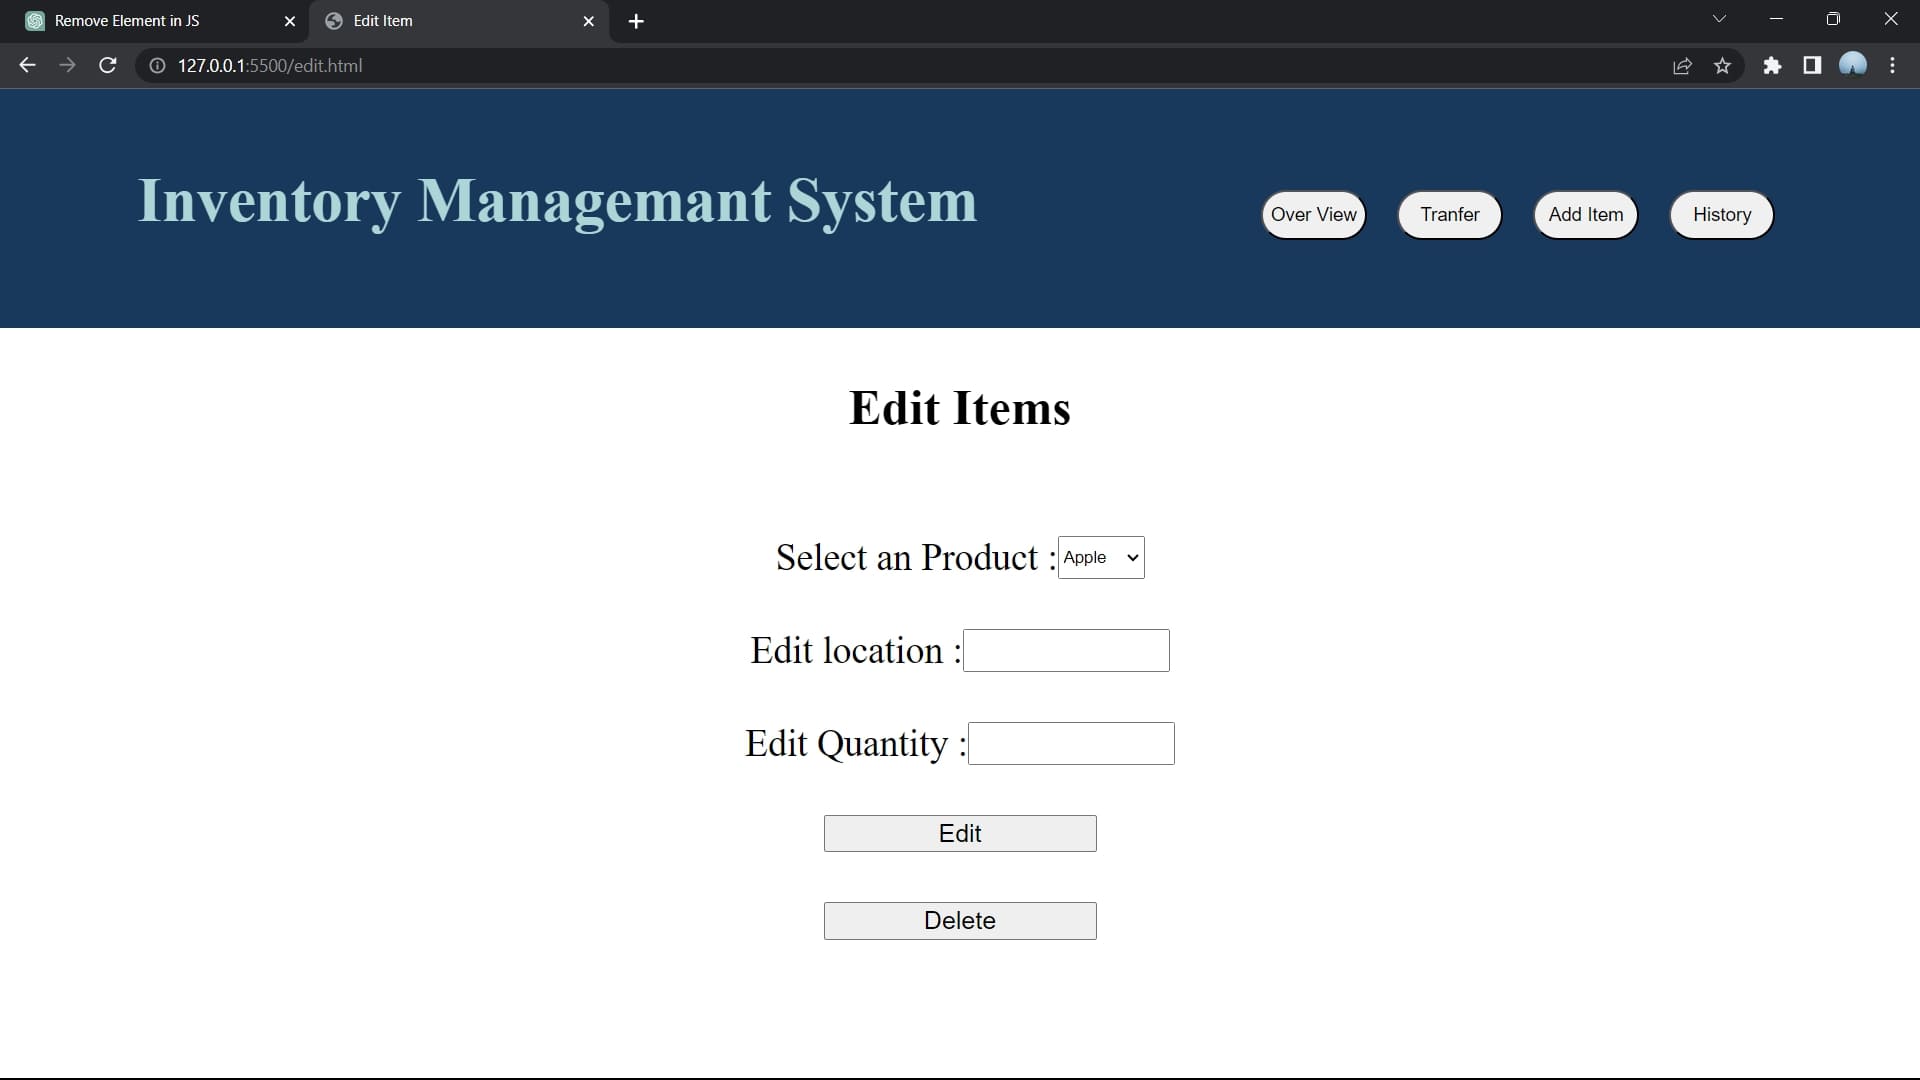 Remove Element in JS
Edit Item
127.0.0.1:5500/edit.html
Inventory Managemant System
Over View
Tranfer
Add Item
History
Edit Items
Select an Product : Apple
Edit location :
Edit Quantity :
Edit
Delete